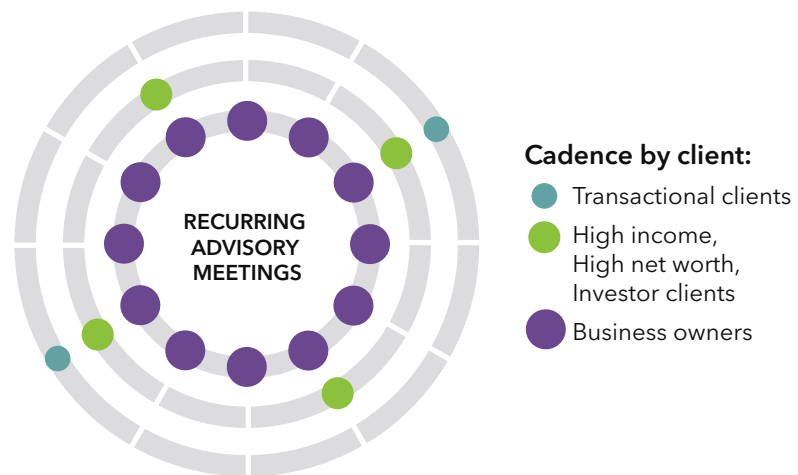 RECURRING
ADVISORY
MEETINGS
Cadence by client:
Transactional clients
High income,
High net worth,
Investor clients
Business owners